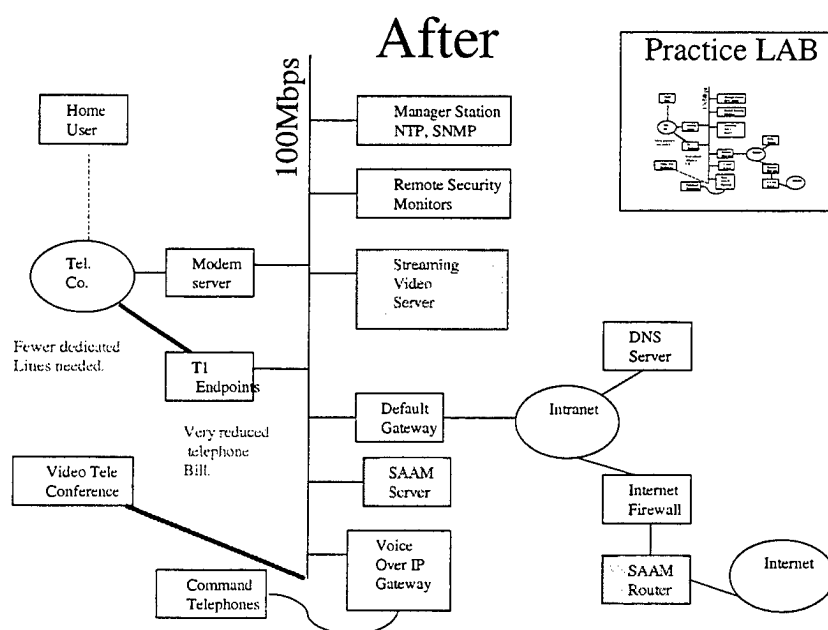 After
Practice LAB
100Mbps
Home
User
Manager Station
NTP, SNMP
Remote Security
Monitors
Tel.
Co.
Modem
server
Streaming
Video
Server
Fewer dedicated
Lines needed.
T1
Endpoints
DNS
Server
Default
Gateway
Intranet
Very reduced
telephone
Bill.
Video Tele
Conference
SAAM
Server
Internet
Firewall
Voice
Over IP
Gateway
Command
Telephones
SAAM
Router
Internet